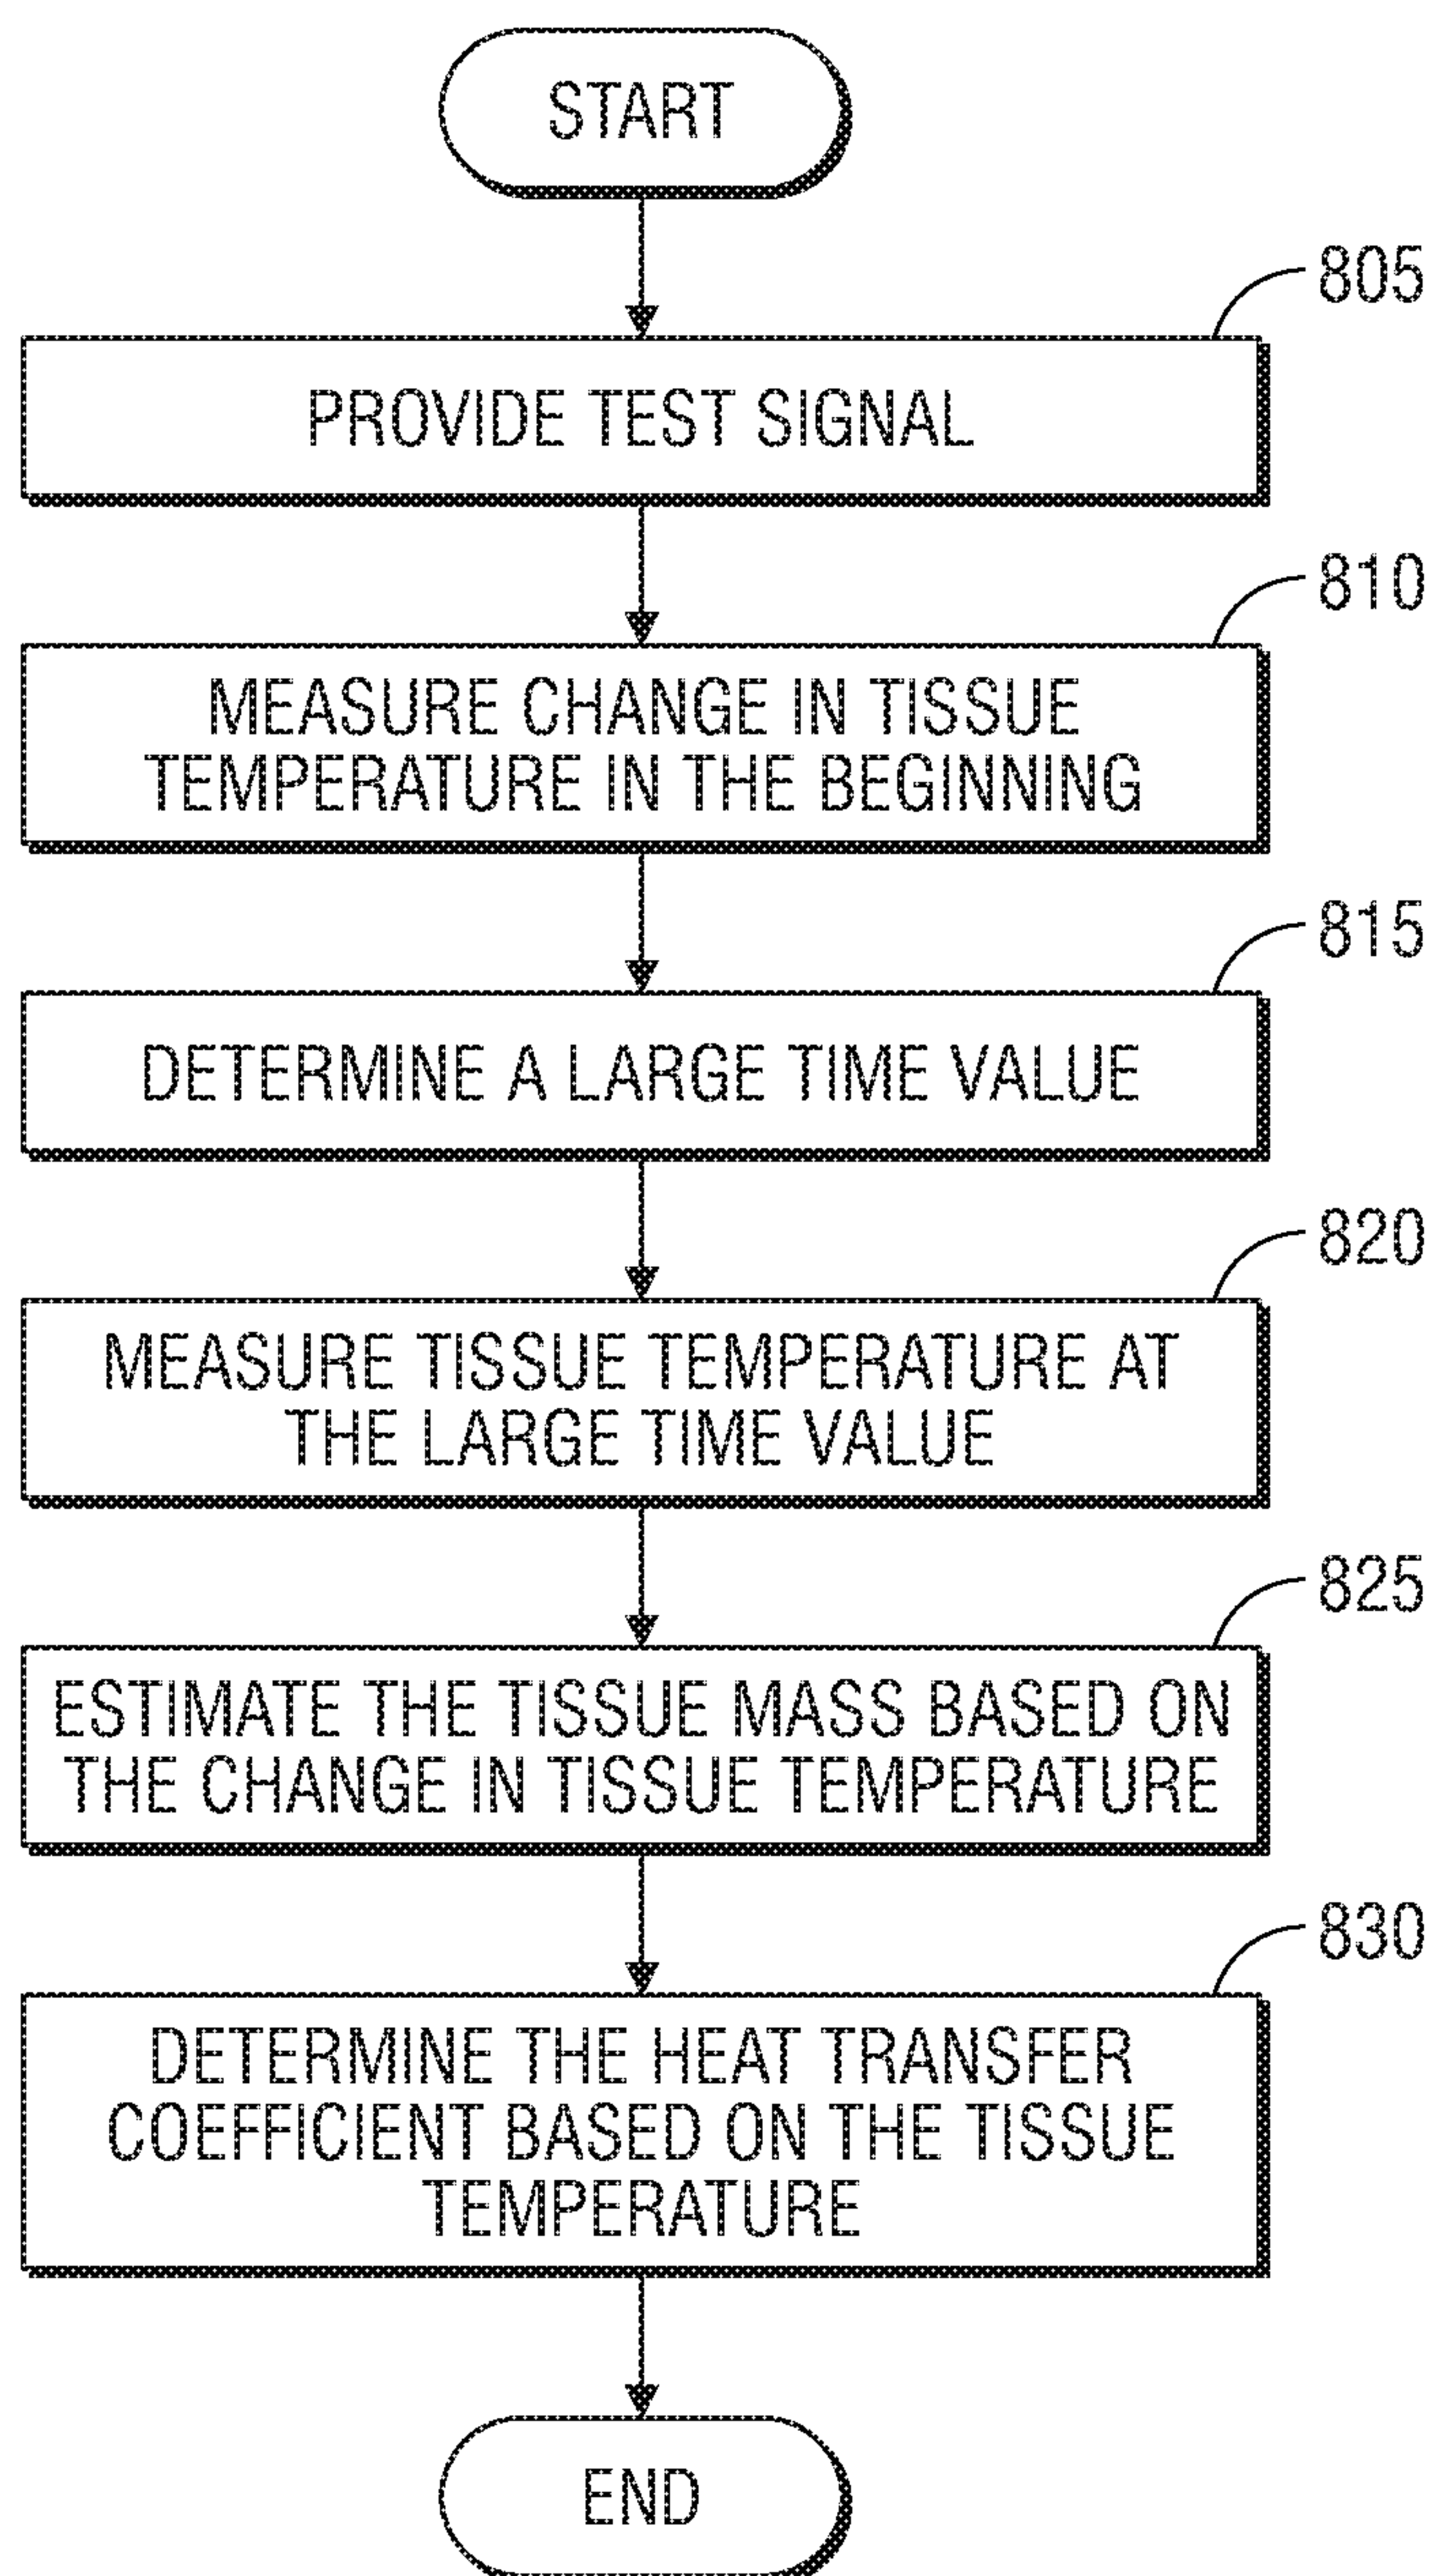 START
805
PROVIDE TEST SIGNAL
810
MEASURE CHANGE IN TISSUE
TEMPERATURE IN THE BEGINNING
815
DETERMINE A LARGE TIME VALUE
820
MEASURE TISSUE TEMPERATURE AT
THE LARGE TIME VALUE
825
ESTIMATE THE TISSUE MASS BASED ON
THE CHANGE IN TISSUE TEMPERATURE
830
DETERMINE THE HEAT TRANSFER
COEFFICIENT BASED ON THE TISSUE
TEMPERATURE
END